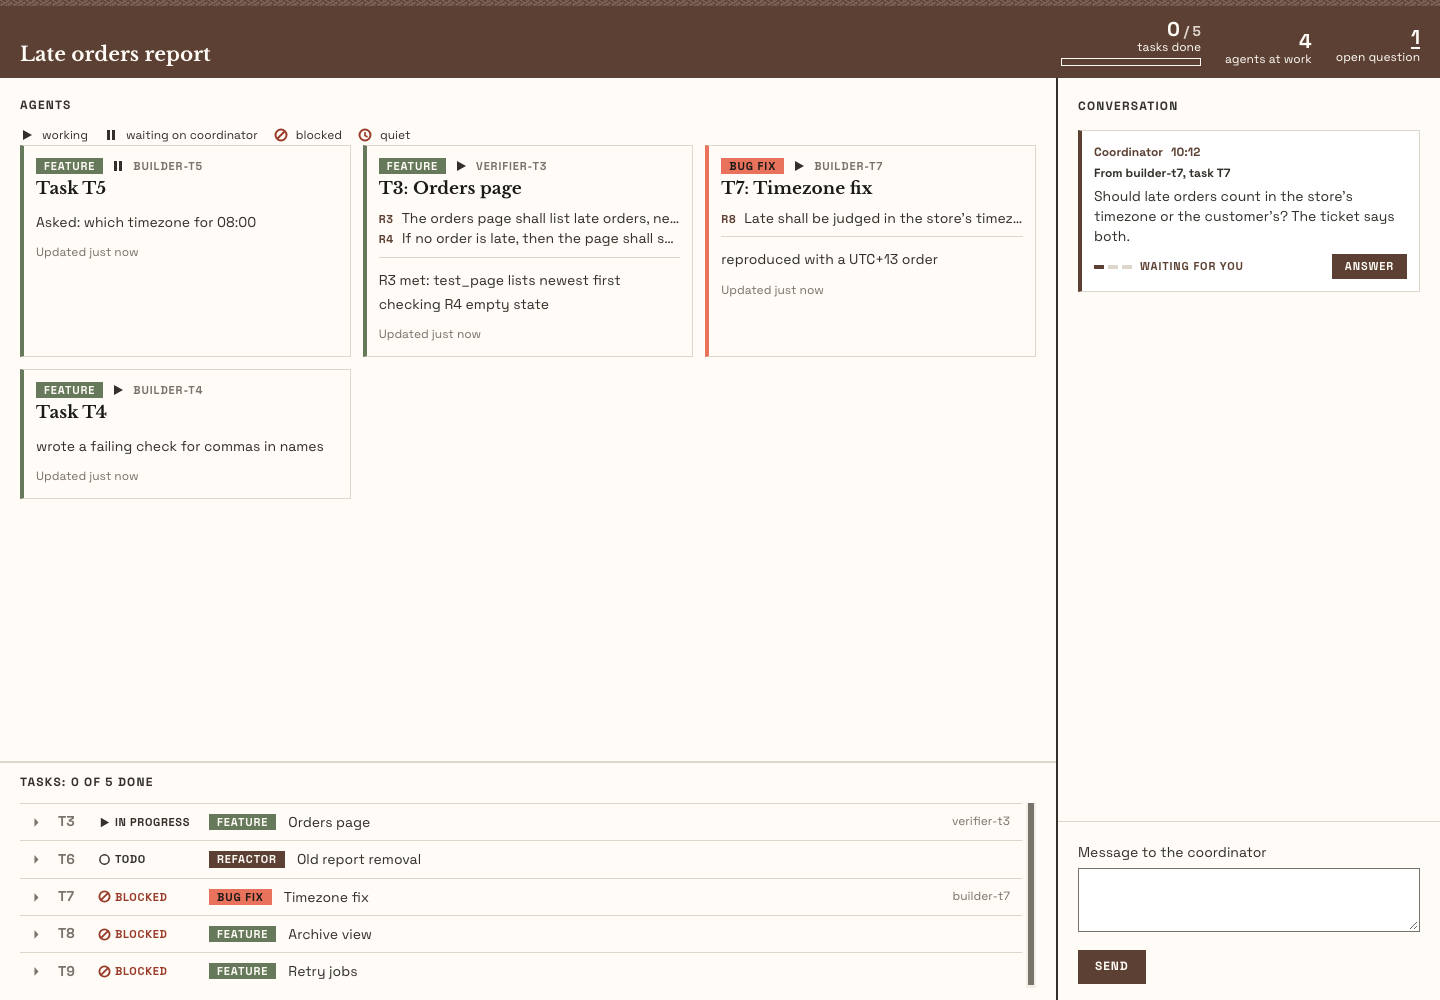 Late orders report
0 / 5
tasks done
4
agents at work
1
open question
AGENTS
working
waiting on coordinator
blocked
quiet
FEATURE BUILDER-T5
Task T5
Asked: which timezone for 08:00
Updated just now
FEATURE VERIFIER-T3
T3: Orders page
R3 The orders page shall list late orders, ne…
R4 If no order is late, then the page shall s…
R3 met: test_page lists newest first
checking R4 empty state
Updated just now
BUG FIX BUILDER-T7
T7: Timezone fix
R8 Late shall be judged in the store's timez…
reproduced with a UTC+13 order
Updated just now
FEATURE BUILDER-T4
Task T4
wrote a failing check for commas in names
Updated just now
TASKS: 0 OF 5 DONE
T3 IN PROGRESS FEATURE Orders page verifier-t3
T6 TODO REFACTOR Old report removal
T7 BLOCKED BUG FIX Timezone fix builder-t7
T8 BLOCKED FEATURE Archive view
T9 BLOCKED FEATURE Retry jobs
CONVERSATION
Coordinator 10:12
From builder-t7, task T7
Should late orders count in the store's
timezone or the customer's? The ticket says
both.
WAITING FOR YOU
ANSWER
Message to the coordinator
SEND